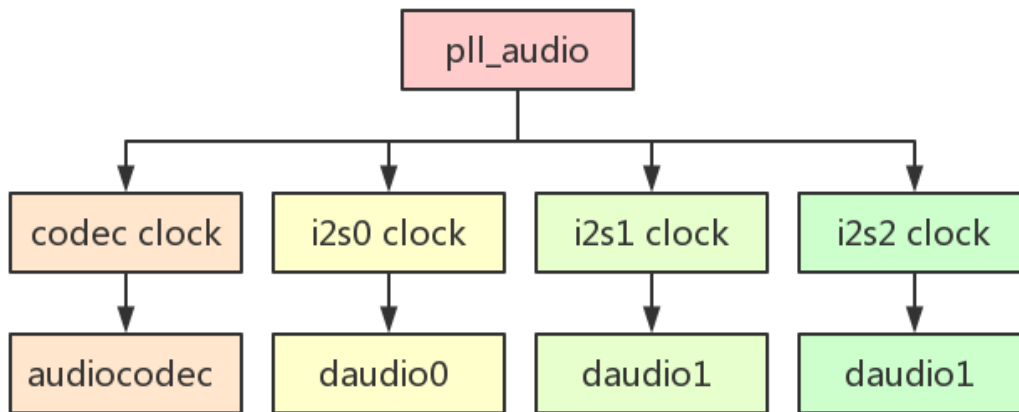 pll_audio
codec clock
i2s0 clock
i2s1 clock
i2s2 clock
audiocodec
daudio0
daudio1
daudio1